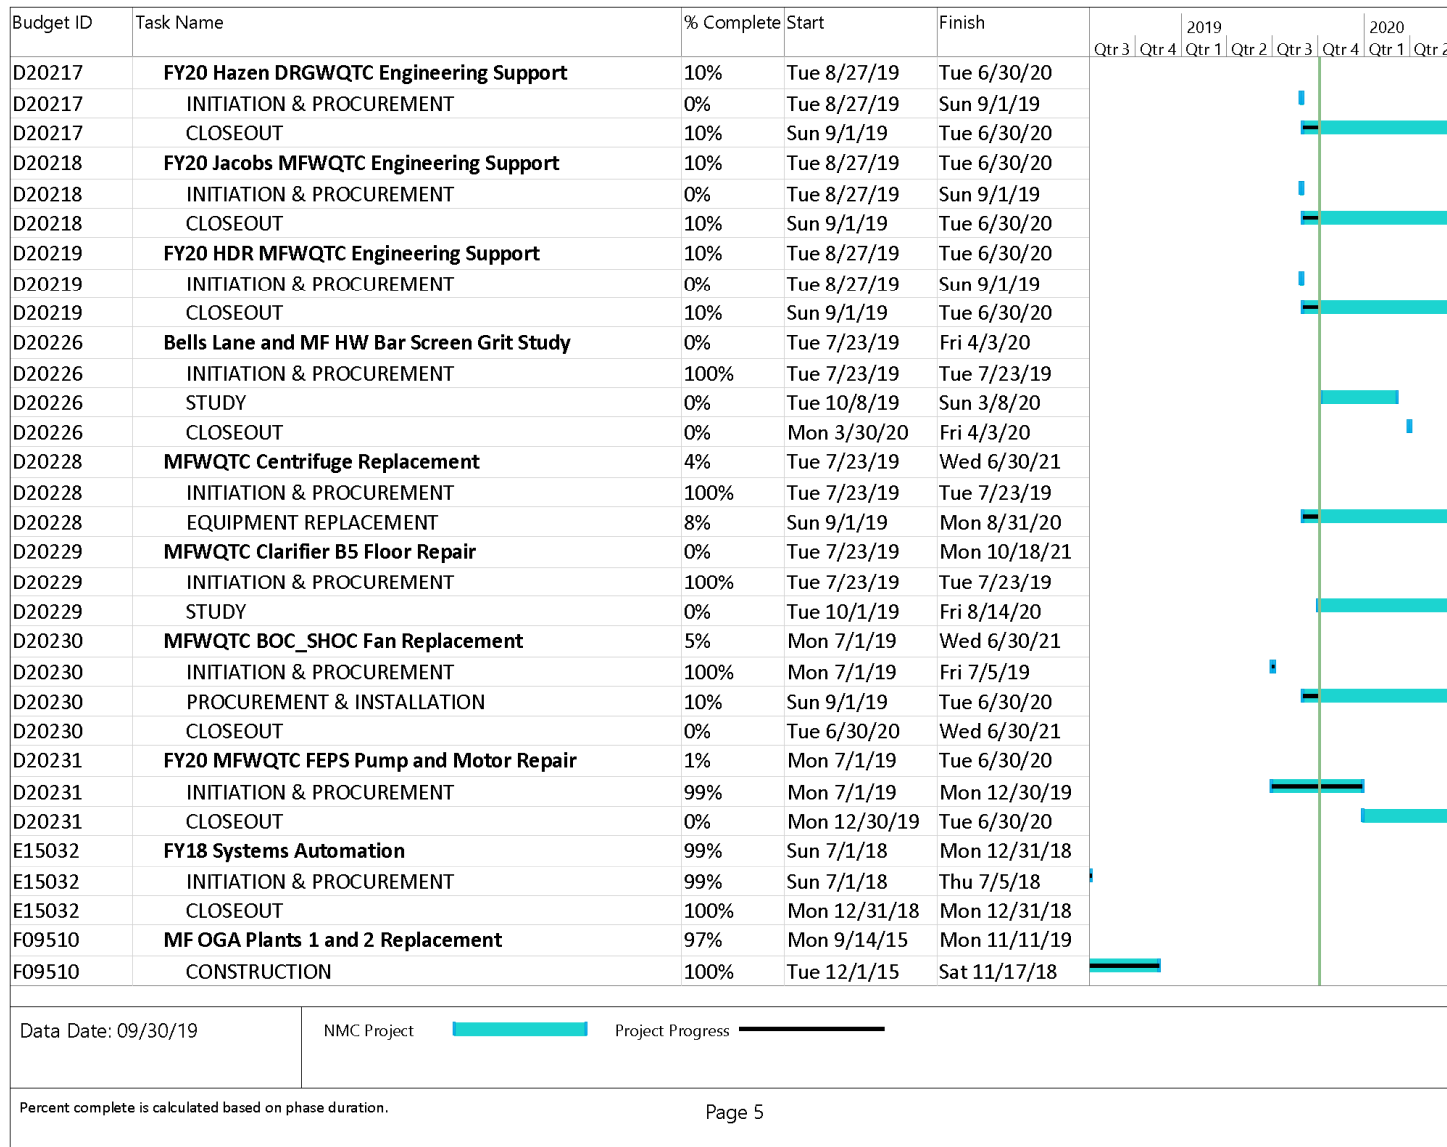 Budget ID Task Name % Complete Start Finish
2019 2020
Qtr 3 Qtr 4 Qtr 1 Qtr 2 Qtr 3 Qtr 4 Qtr 1 Qtr 2
D20217 FY20 Hazen DRGWQTC Engineering Support 10% Tue 8/27/19 Tue 6/30/20
D20217 INITIATION & PROCUREMENT 0% Tue 8/27/19 Sun 9/1/19
D20217 CLOSEOUT 10% Sun 9/1/19 Tue 6/30/20
D20218 FY20 Jacobs MFWQTC Engineering Support 10% Tue 8/27/19 Tue 6/30/20
D20218 INITIATION & PROCUREMENT 0% Tue 8/27/19 Sun 9/1/19
D20218 CLOSEOUT 10% Sun 9/1/19 Tue 6/30/20
D20219 FY20 HDR MFWQTC Engineering Support 10% Tue 8/27/19 Tue 6/30/20
D20219 INITIATION & PROCUREMENT 0% Tue 8/27/19 Sun 9/1/19
D20219 CLOSEOUT 10% Sun 9/1/19 Tue 6/30/20
D20226 Bells Lane and MF HW Bar Screen Grit Study 0% Tue 7/23/19 Fri 4/3/20
D20226 INITIATION & PROCUREMENT 100% Tue 7/23/19 Tue 7/23/19
D20226 STUDY 0% Tue 10/8/19 Sun 3/8/20
D20226 CLOSEOUT 0% Mon 3/30/20 Fri 4/3/20
D20228 MFWQTC Centrifuge Replacement 4% Tue 7/23/19 Wed 6/30/21
D20228 INITIATION & PROCUREMENT 100% Tue 7/23/19 Tue 7/23/19
D20228 EQUIPMENT REPLACEMENT 8% Sun 9/1/19 Mon 8/31/20
D20229 MFWQTC Clarifier B5 Floor Repair 0% Tue 7/23/19 Mon 10/18/21
D20229 INITIATION & PROCUREMENT 100% Tue 7/23/19 Tue 7/23/19
D20229 STUDY 0% Tue 10/1/19 Fri 8/14/20
D20230 MFWQTC BOC_SHOC Fan Replacement 5% Mon 7/1/19 Wed 6/30/21
D20230 INITIATION & PROCUREMENT 100% Mon 7/1/19 Fri 7/5/19
D20230 PROCUREMENT & INSTALLATION 10% Sun 9/1/19 Tue 6/30/20
D20230 CLOSEOUT 0% Tue 6/30/20 Wed 6/30/21
D20231 FY20 MFWQTC FEPS Pump and Motor Repair 1% Mon 7/1/19 Tue 6/30/20
D20231 INITIATION & PROCUREMENT 99% Mon 7/1/19 Mon 12/30/19
D20231 CLOSEOUT 0% Mon 12/30/19 Tue 6/30/20
E15032 FY18 Systems Automation 99% Sun 7/1/18 Mon 12/31/18
E15032 INITIATION & PROCUREMENT 99% Sun 7/1/18 Thu 7/5/18
E15032 CLOSEOUT 100% Mon 12/31/18 Mon 12/31/18
F09510 MF OGA Plants 1 and 2 Replacement 97% Mon 9/14/15 Mon 11/11/19
F09510 CONSTRUCTION 100% Tue 12/1/15 Sat 11/17/18
Data Date: 09/30/19 NMC Project Project Progress
Percent complete is calculated based on phase duration. Page 5